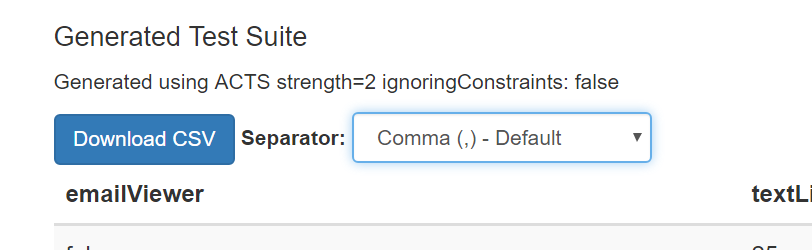 Generated Test Suite
Generated using ACTS strength=2 ignoringConstraints: false
Download CSV Separator: Comma (,) - Default
emailViewer